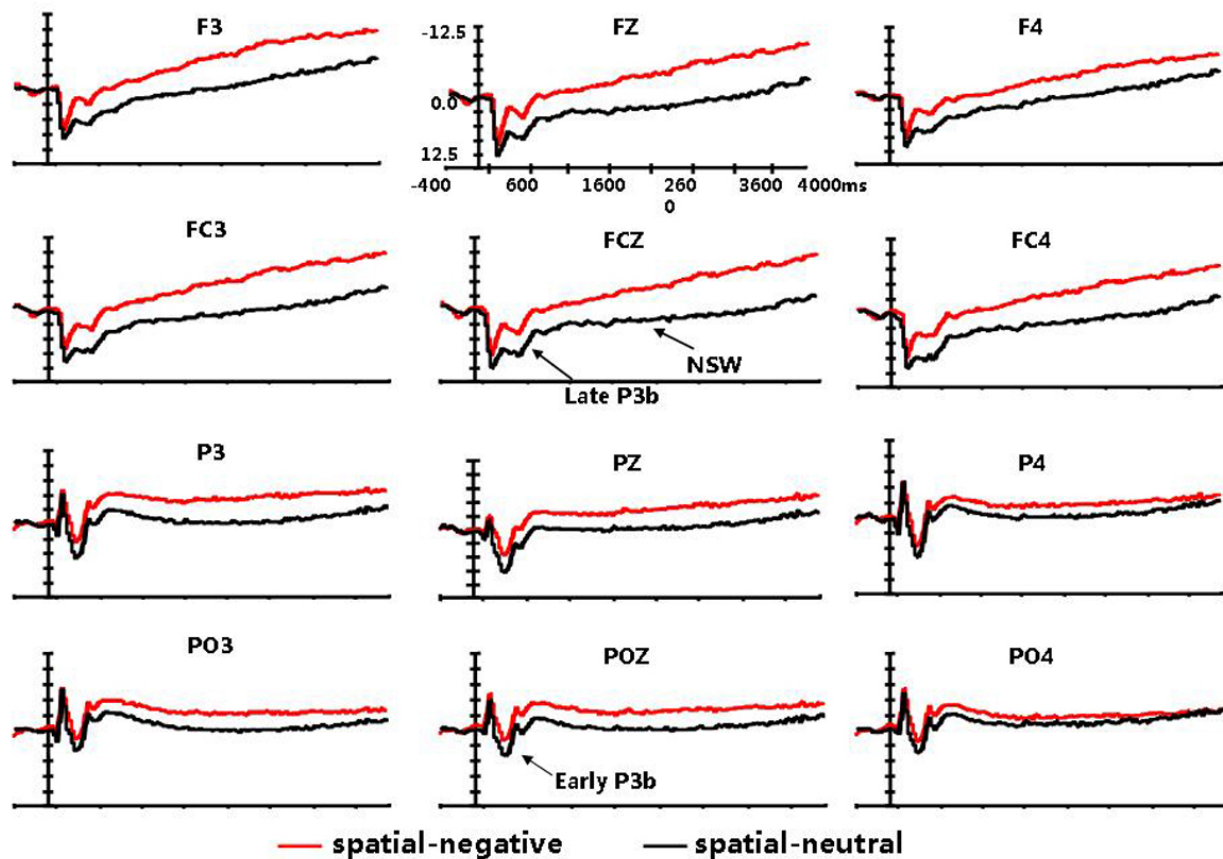 F3
FZ
F4
-12.5
0.0
12.5
-400 600 1600 260 3600 4000ms
0
FC3
FCZ
FC4
NSW
Late P3b
P3
PZ
P4
PO3
POZ
PO4
Early P3b
spatial-negative spatial-neutral